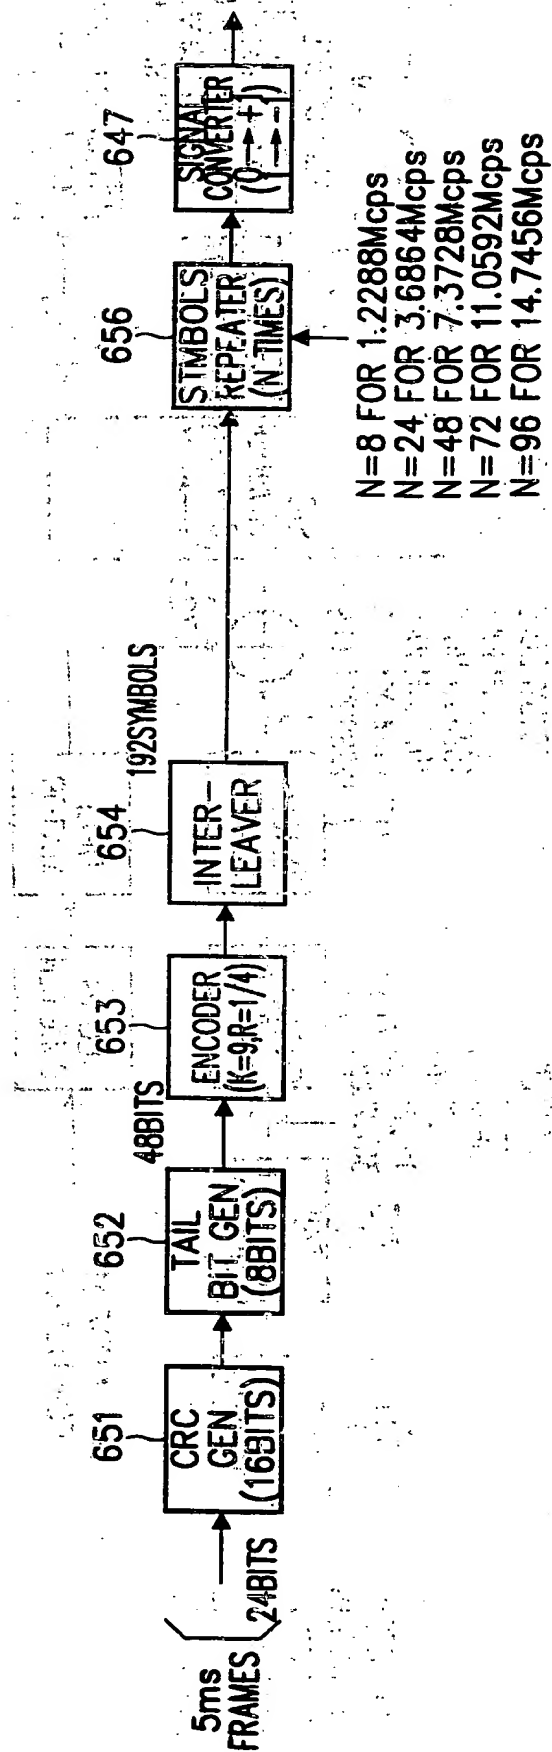 5ms
FRAMES
24BITS
651
CRC
GEN
(16BITS)
652
TAIL
BIT GEN.
(8BITS)
48BITS
653
ENCODER
(K=9,R=1/4)
654
INTER-
LEAVER
192SYMBOLS
656
STMBOLS
REPEATER
(N TIMES)
N=8 FOR 1.2288Mcps
N=24 FOR 3.6864Mcps
N=48 FOR 7.3728Mcps
N=72 FOR 11.0592Mcps
N=96 FOR 14.7456Mcps
647
SIGNAL
CONVERTER
(0→+)
(1→-)